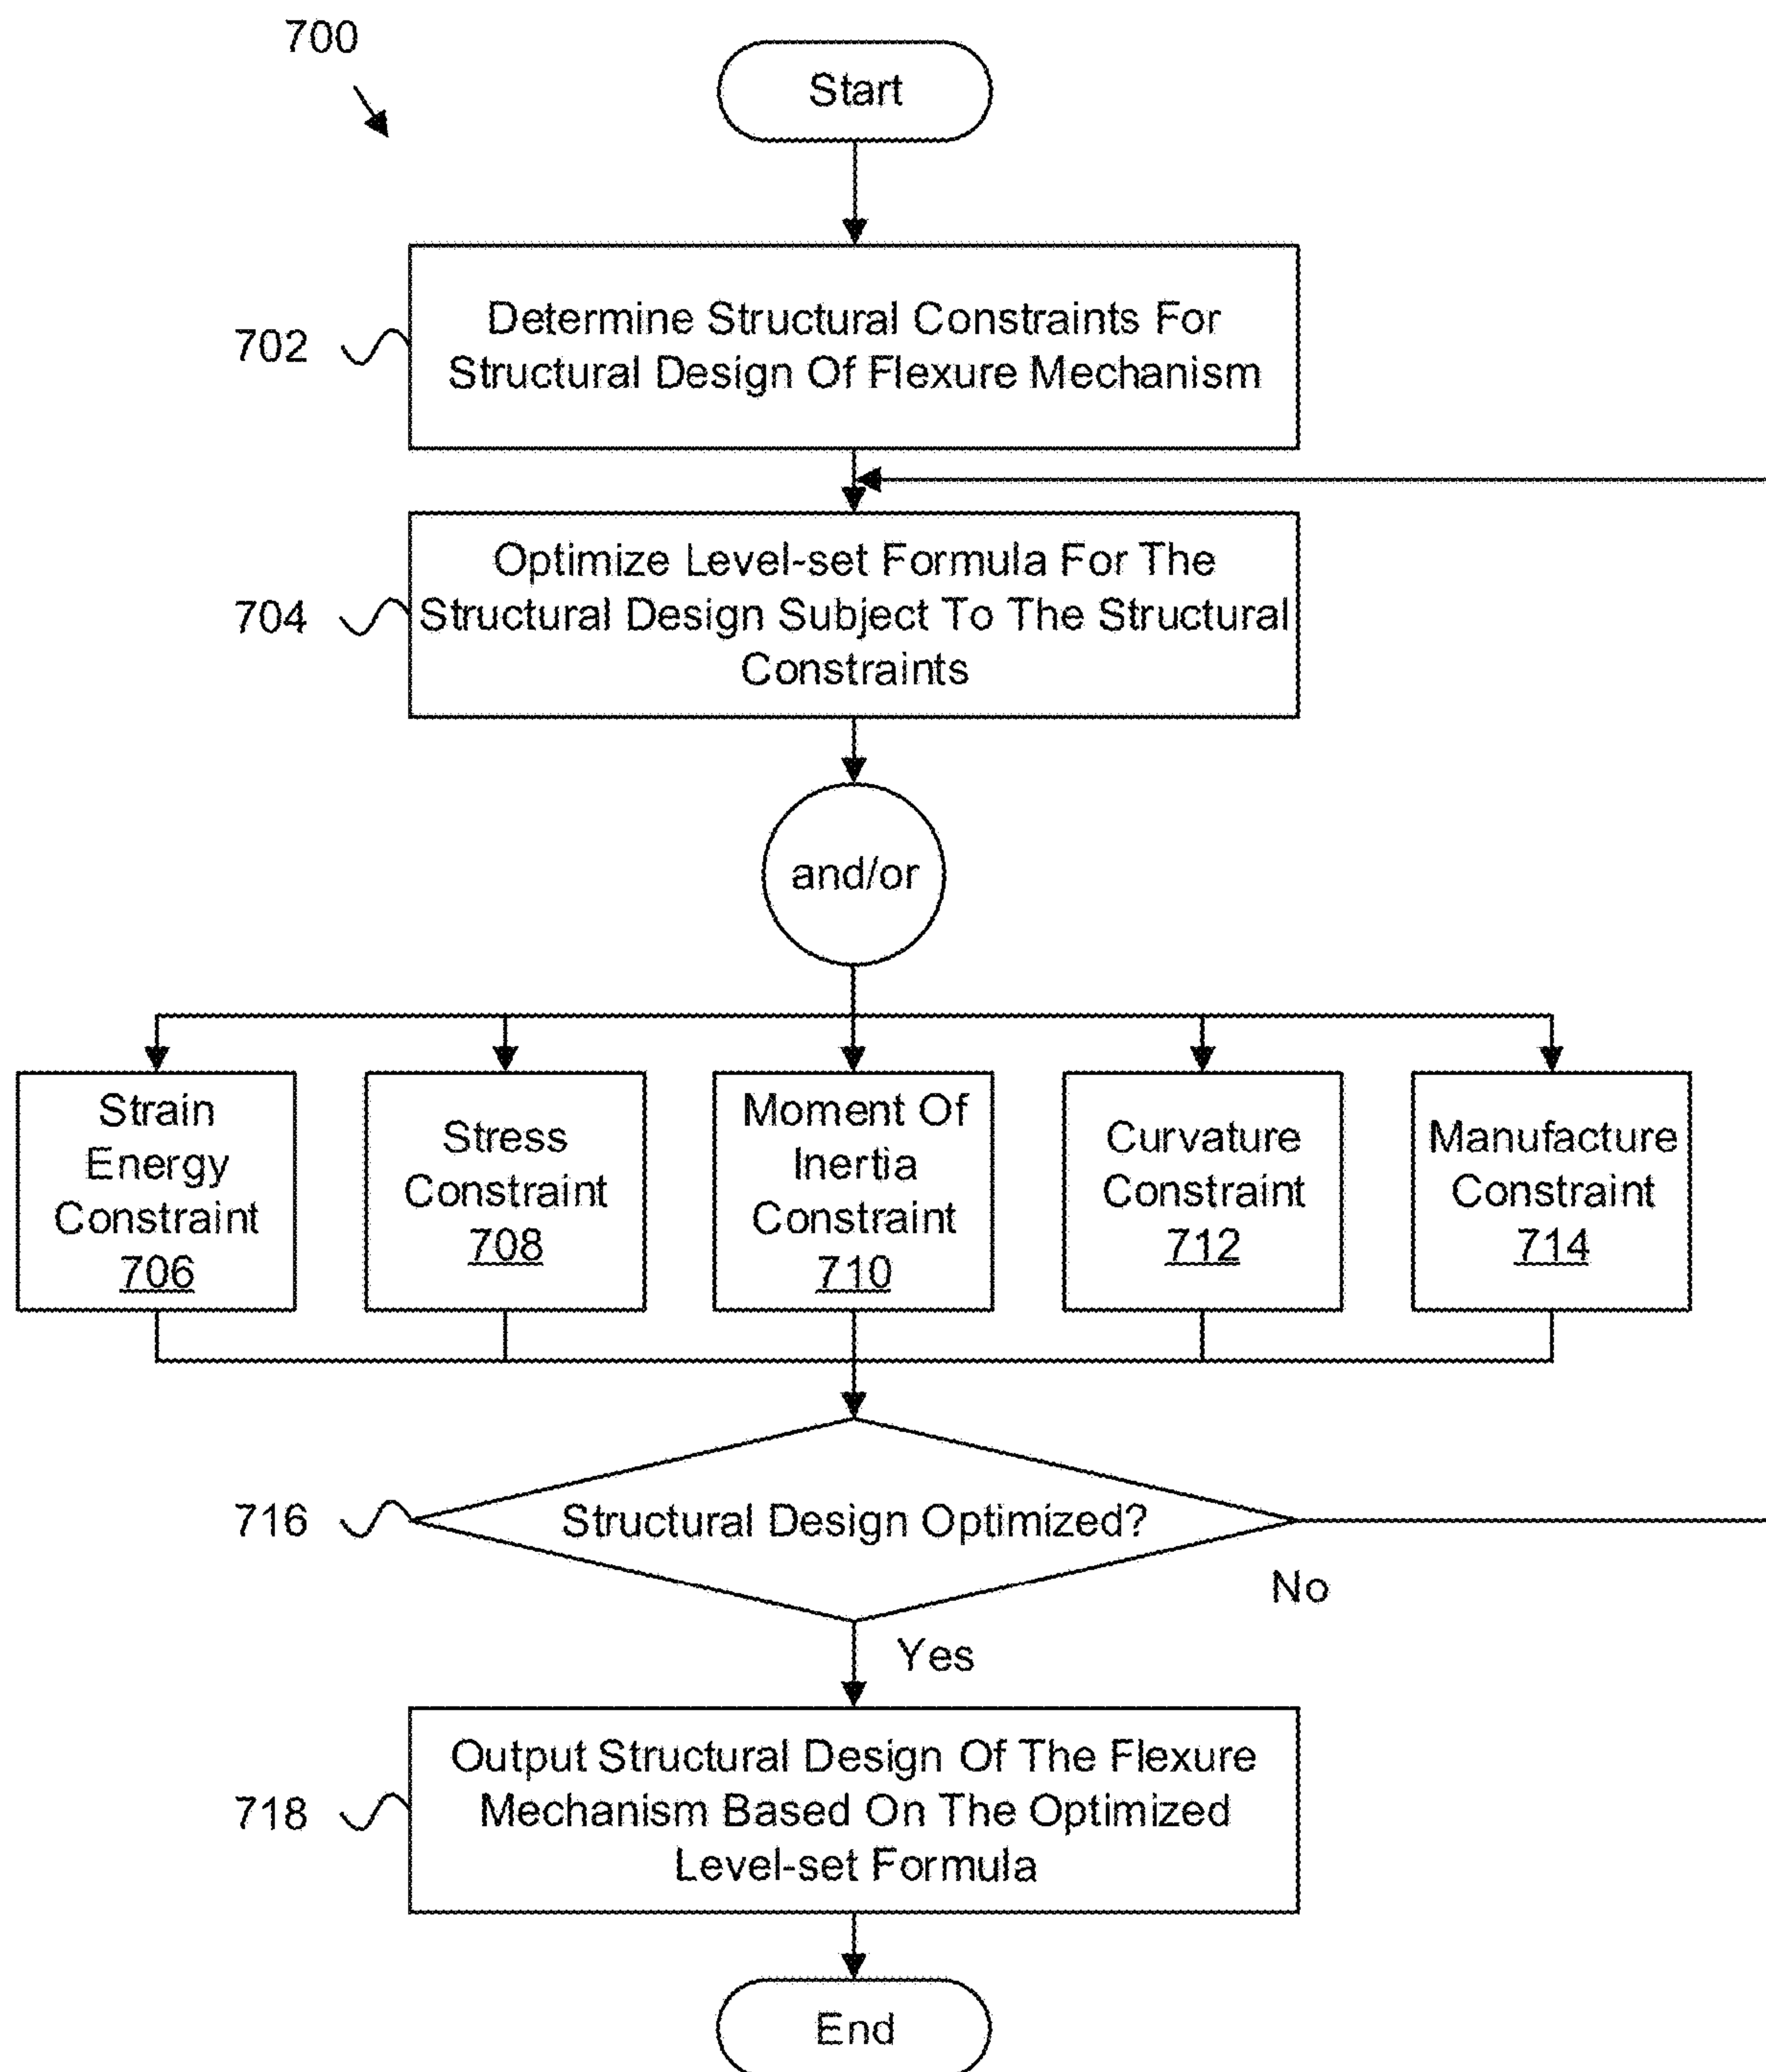 700
Start
702
Determine Structural Constraints For
Structural Design Of Flexure Mechanism
704
Optimize Level-set Formula For The
Structural Design Subject To The Structural
Constraints
and/or
Strain
Energy
Constraint
706
Stress
Constraint
708
Moment Of
Inertia
Constraint
710
Curvature
Constraint
712
Manufacture
Constraint
714
716
Structural Design Optimized?
No
Yes
718
Output Structural Design Of The Flexure
Mechanism Based On The Optimized
Level-set Formula
End